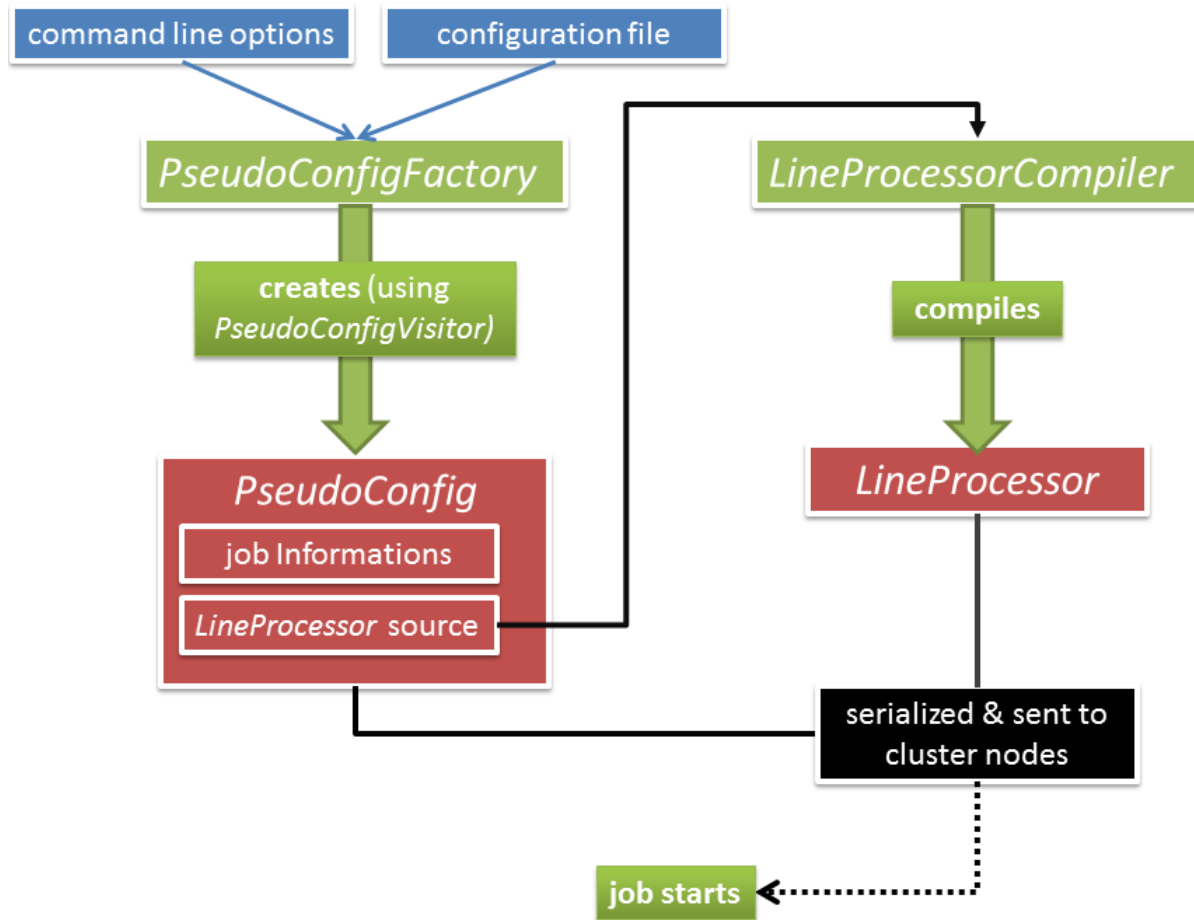 command line options
configuration file
PseudoConfigFactory
LineProcessorCompiler
creates (using
PseudoConfigVisitor)
compiles
PseudoConfig
job Informations
LineProcessor source
LineProcessor
serialized & sent to
cluster nodes
job starts